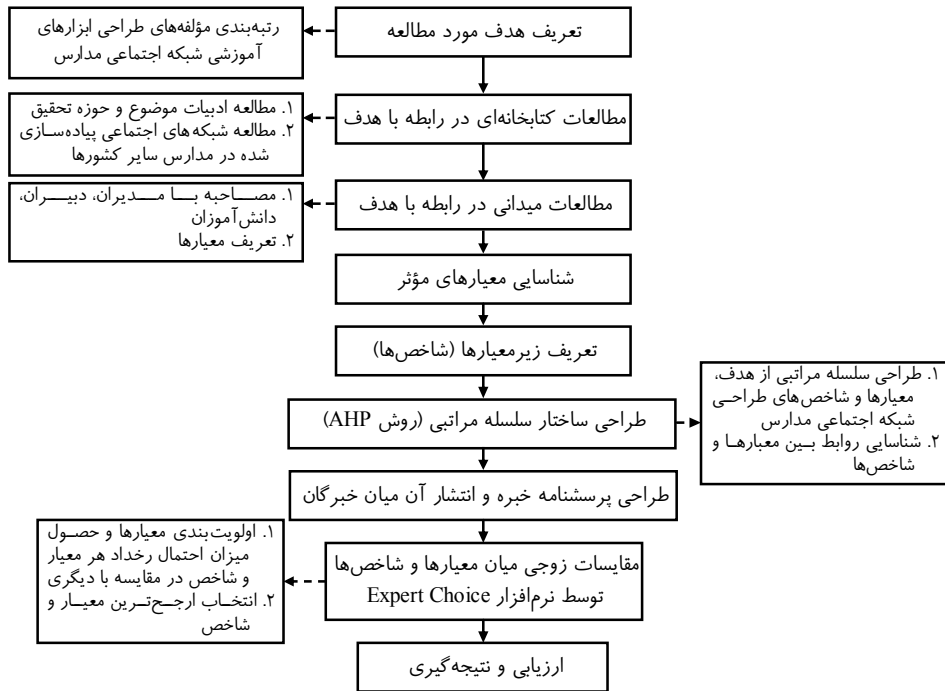 تعریف هدف مورد مطالعه
رتبه‌بندی مؤلفه‌های طراحی ابزارهای
آموزشی شبکه اجتماعی مدارس
مطالعات کتابخانه‌ای در رابطه با هدف
۱. مطالعه ادبیات موضوع و حوزه تحقیق
۲. مطالعه شبکه‌های اجتماعی پیاده‌سازی
شده در مدارس سایر کشورها
مطالعات میدانی در رابطه با هدف
۱. مصاحبه با مدیران، دبیران،
دانش‌آموزان
۲. تعریف معیارها
شناسایی معیارهای مؤثر
تعریف زیرمعیارها (شاخص‌ها)
طراحی ساختار سلسله مراتبی (روش AHP)
۱. طراحی سلسله مراتبی از هدف،
معیارها و شاخص‌های طراحی
شبکه اجتماعی مدارس
۲. شناسایی روابط بین معیارها و
شاخص‌ها
طراحی پرسشنامه خبره و انتشار آن میان خبرگان
مقایسات زوجی میان معیارها و شاخص‌ها
توسط نرم‌افزار Expert Choice
۱. اولویت‌بندی معیارها و حصول
میزان احتمال رخداد هر معیار
و شاخص در مقایسه با دیگری
۲. انتخاب ارجح‌ترین معیار و
شاخص
ارزیابی و نتیجه‌گیری